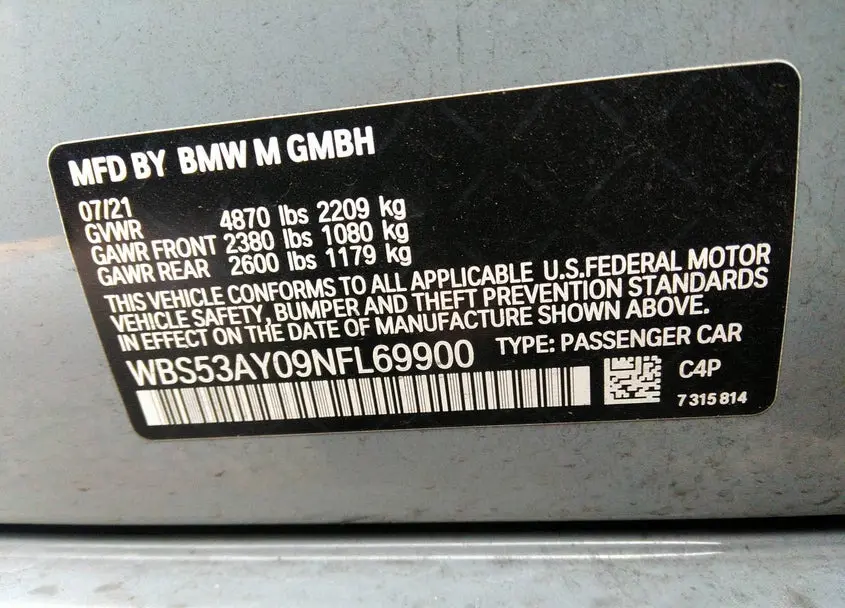 MFD BY BMW M GMBH
07/21
GVWR 4870 lbs 2209 kg
GAWR FRONT 2380 lbs 1080 kg
GAWR REAR 2600 lbs 1179 kg
THIS VEHICLE CONFORMS TO ALL APPLICABLE U.S.FEDERAL MOTOR
VEHICLE SAFETY, BUMPER AND THEFT PREVENTION STANDARDS
IN EFFECT ON THE DATE OF MANUFACTURE SHOWN ABOVE.
WBS53AY09NFL69900 TYPE: PASSENGER CAR
C4P
7 315 814